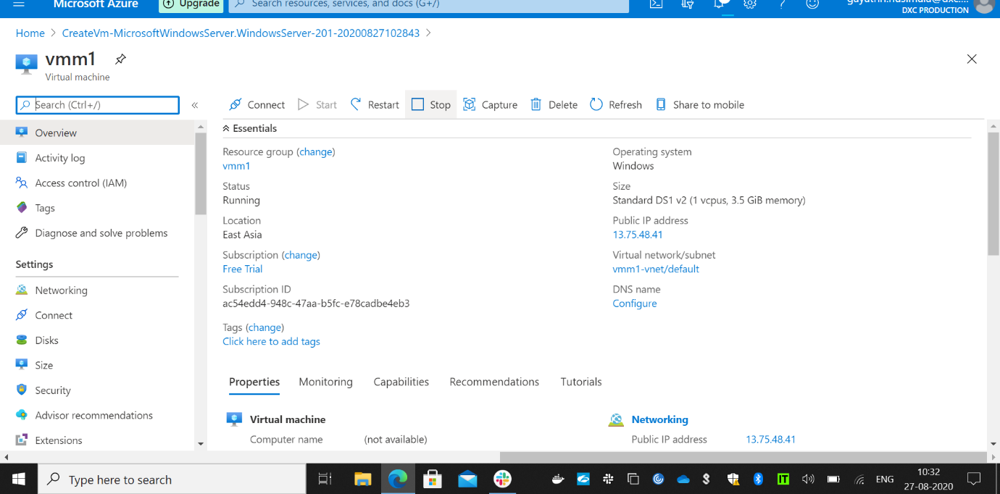 Microsoft Azure
Upgrade
Search resources, services, and docs (G+/)
DXC PRODUCTION
Home > CreateVm-MicrosoftWindowsServer.WindowsServer-201-20200827102843 >
vmm1
Virtual machine
Search (Ctrl+/)
«
Connect Start Restart Stop Capture Delete Refresh Share to mobile
Overview
Activity log
Access control (IAM)
Tags
Diagnose and solve problems
Settings
Networking
Connect
Disks
Size
Security
Advisor recommendations
Extensions
Essentials
Resource group (change)
vmm1
Status
Running
Location
East Asia
Subscription (change)
Free Trial
Subscription ID
ac54edd4-948c-47aa-b5fc-e78cadbe4eb3
Tags (change)
Click here to add tags
Operating system
Windows
Size
Standard DS1 v2 (1 vcpus, 3.5 GiB memory)
Public IP address
13.75.48.41
Virtual network/subnet
vmm1-vnet/default
DNS name
Configure
Properties Monitoring Capabilities Recommendations Tutorials
Virtual machine
Computer name (not available)
Networking
Public IP address 13.75.48.41
Type here to search
ENG
10:32
27-08-2020